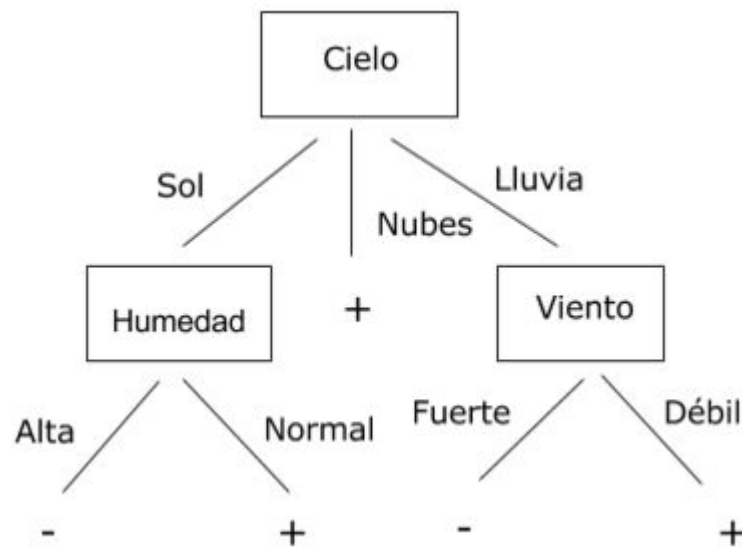 Cielo
Sol
Lluvia
Nubes
Humedad
+
Viento
Alta
Normal
Fuerte
Débil
-
+
-
+